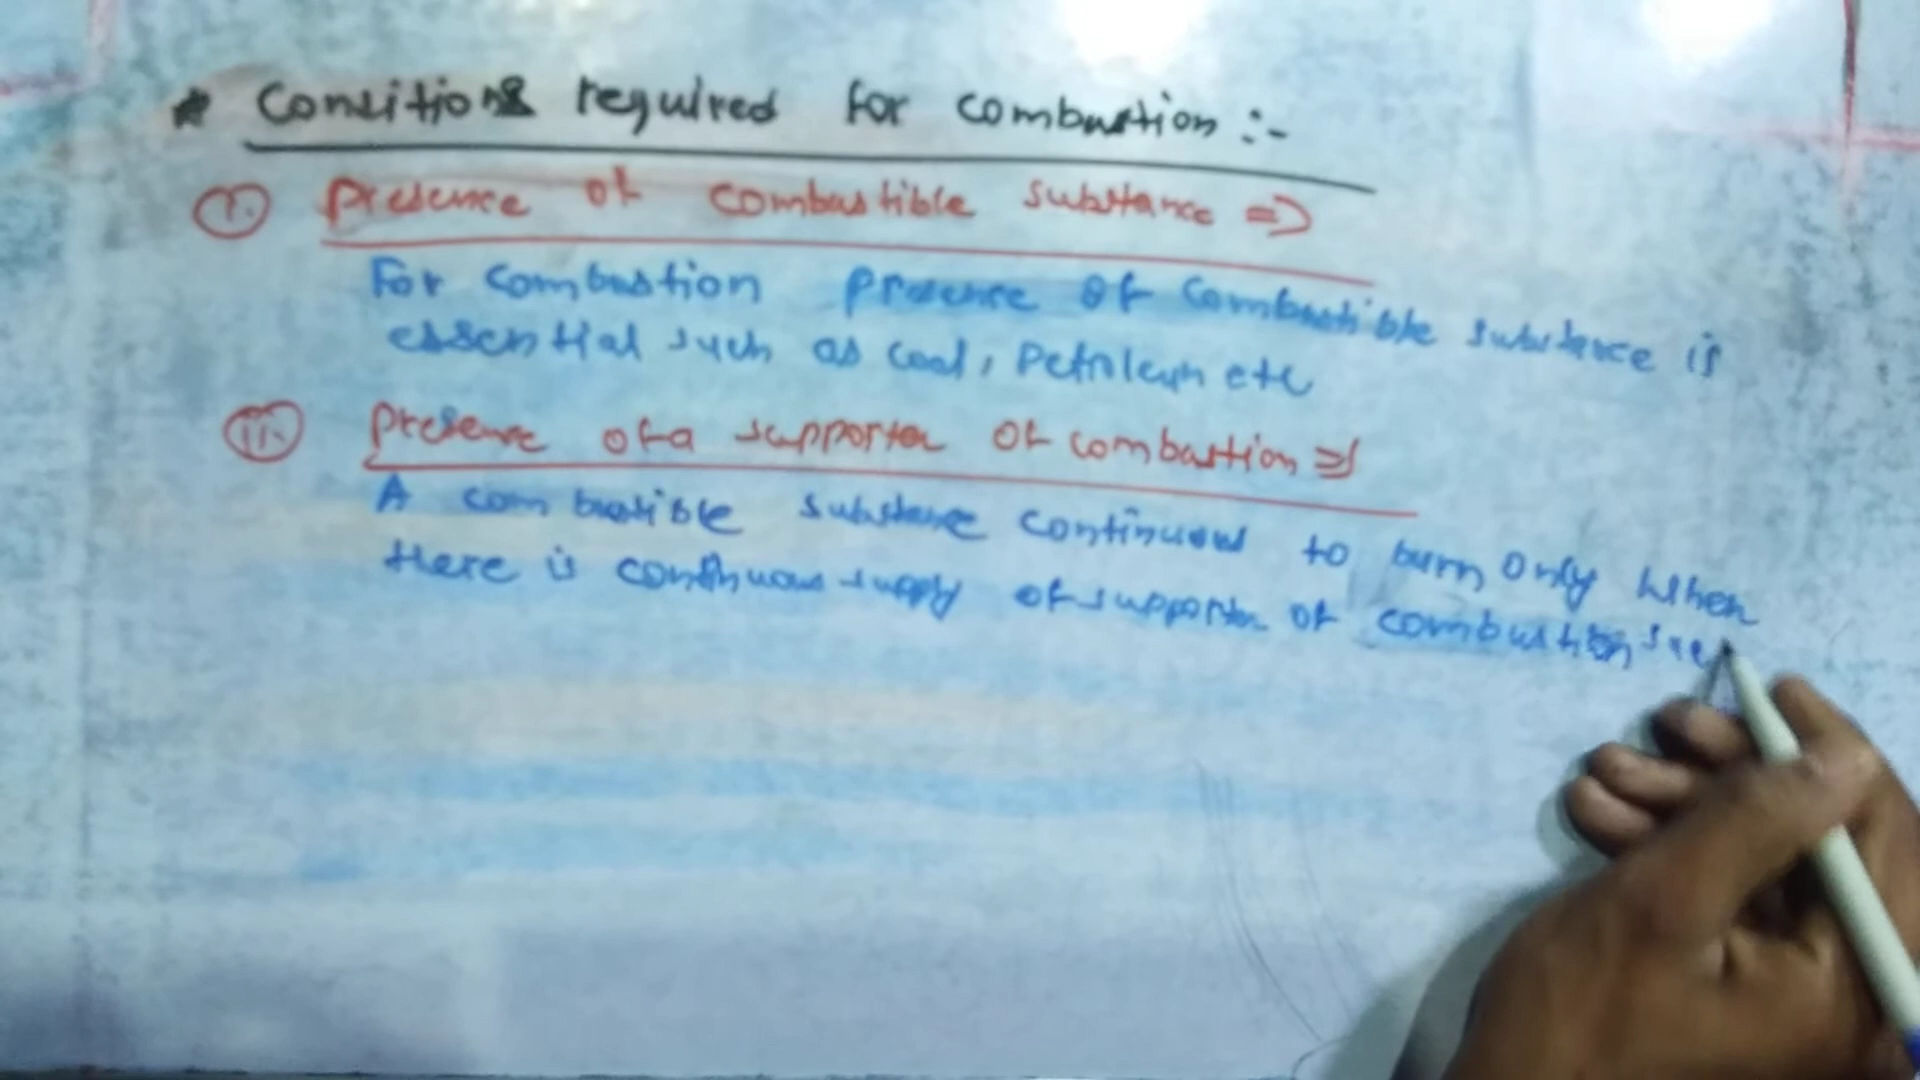 * Conditions required for combustion :-
i. Presence of combustible substance =>
For combustion presence of combustible substance is
essential such as coal, Petroleum etc
ii. Presence of a supporter of combustion =>
A combustible substance continuous to burn only when
there is continuous supply of supporter of combustion